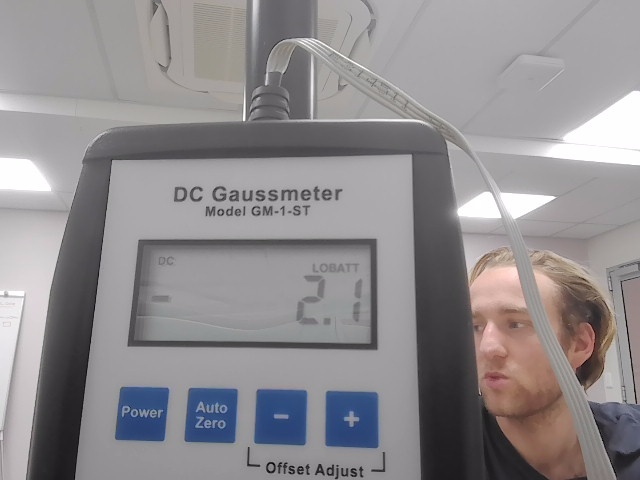 DC Gaussmeter
Model GM-1-ST
DC
LOBATT
- 2.1
Power
Auto
Zero
-
+
Offset Adjust